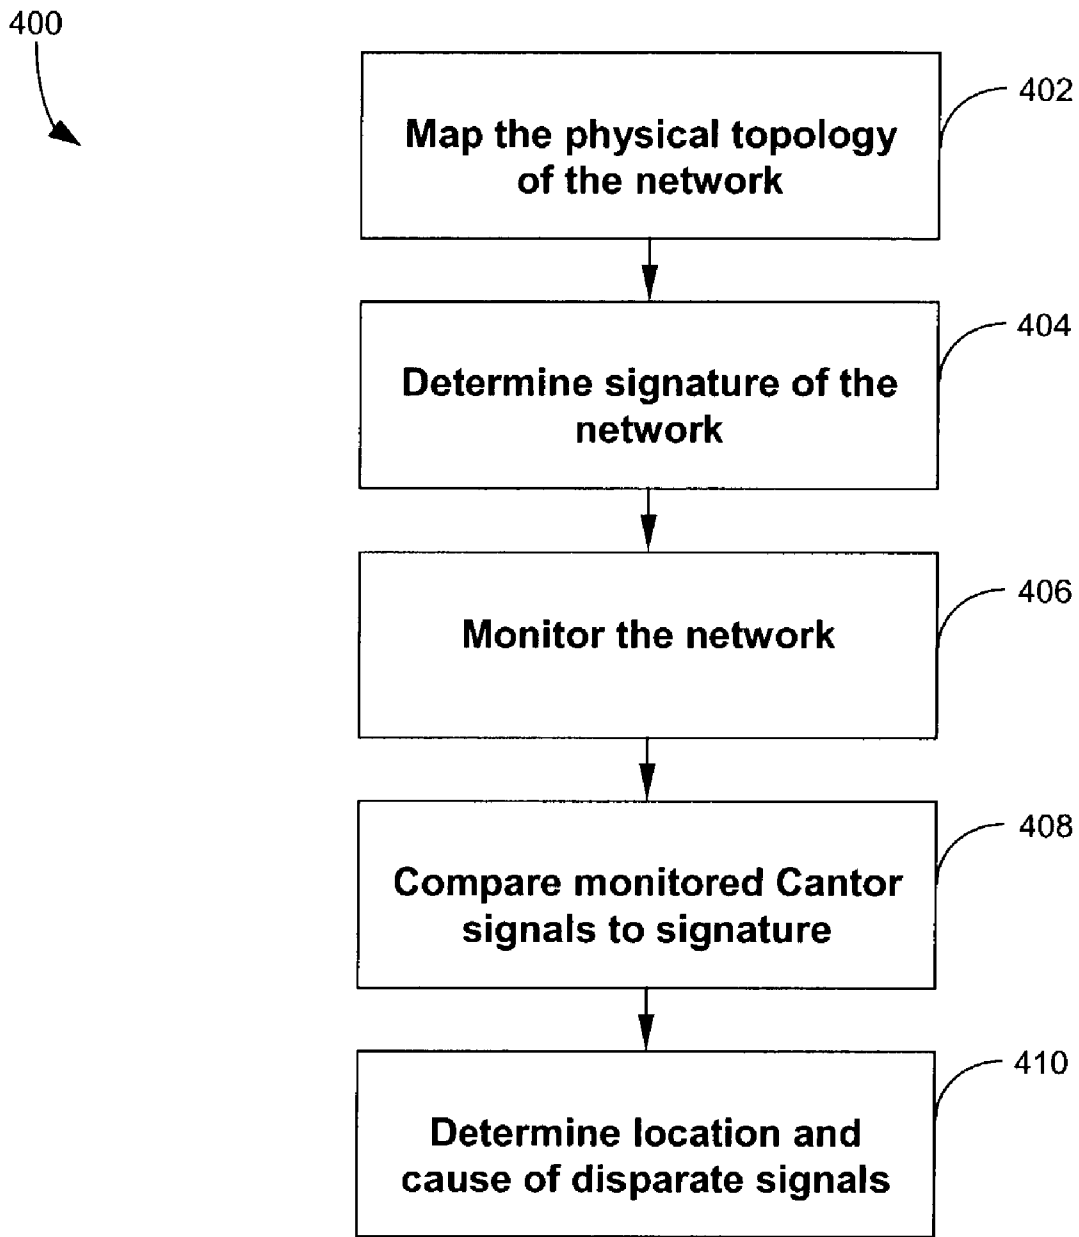 400
402
Map the physical topology
of the network
404
Determine signature of the
network
406
Monitor the network
408
Compare monitored Cantor
signals to signature
410
Determine location and
cause of disparate signals